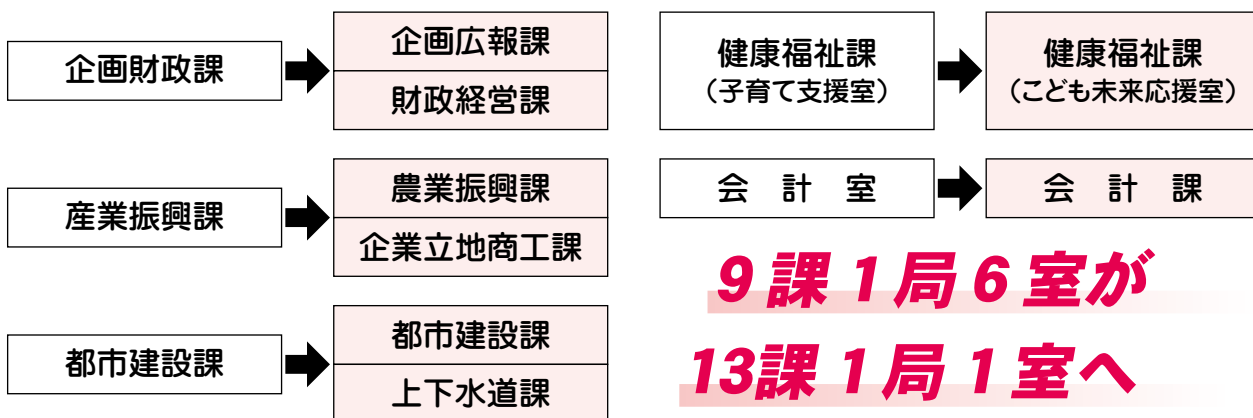 企画財政課
企画広報課
財政経営課
産業振興課
農業振興課
企業立地商工課
都市建設課
都市建設課
上下水道課
健康福祉課
（子育て支援室）
健康福祉課
（こども未来応援室）
会計室
会計課
9課1局6室が
13課1局1室へ